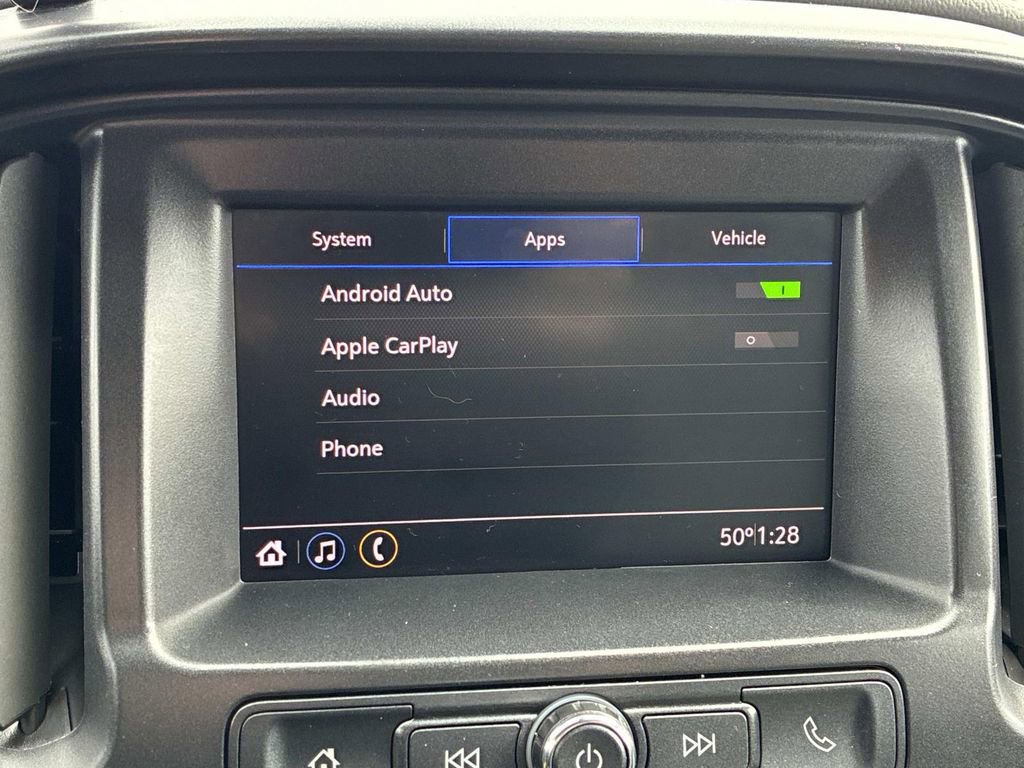 System Apps Vehicle
Android Auto
Apple CarPlay
Audio
Phone
50° 1:28